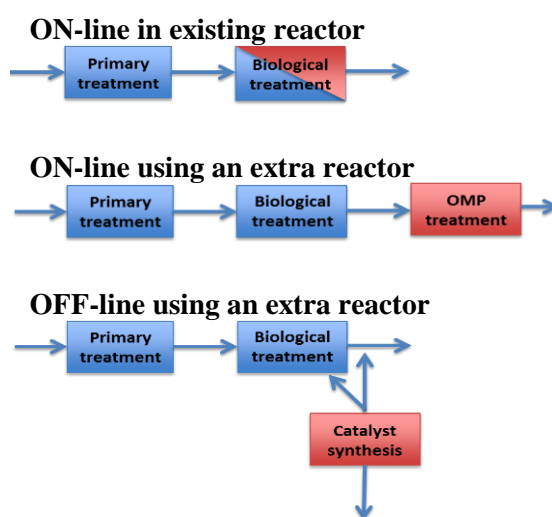 ON-line in existing reactor
Primary
treatment
Biological
treatment
ON-line using an extra reactor
Primary
treatment
Biological
treatment
OMP
treatment
OFF-line using an extra reactor
Primary
treatment
Biological
treatment
Catalyst
synthesis